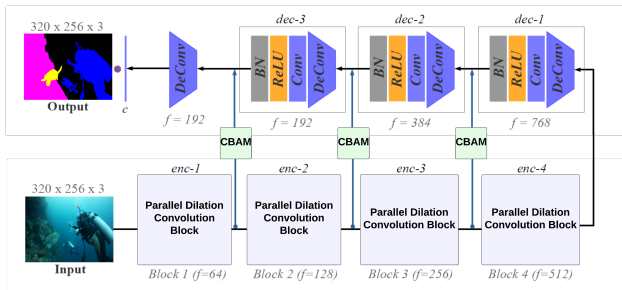 dec-3
dec-2
dec-1
320 x 256 x 3
Output
c
DeConv
BN
ReLU
Conv
DeConv
BN
ReLU
Conv
DeConv
BN
ReLU
Conv
DeConv
f = 192
f = 192
f = 384
f = 768
CBAM
CBAM
CBAM
enc-1
enc-2
enc-3
enc-4
320 x 256 x 3
Input
Parallel Dilation
Convolution
Block
Parallel Dilation
Convolution
Block
Parallel Dilation
Convolution Block
Parallel Dilation
Convolution Block
Block 1 (f=64)
Block 2 (f=128)
Block 3 (f=256)
Block 4 (f=512)